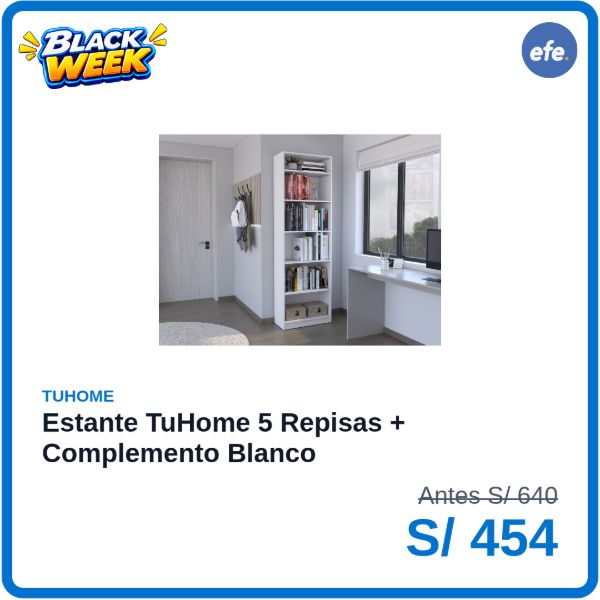 BLACK
WEEK
efe.
TUHOME
Estante TuHome 5 Repisas +
Complemento Blanco
Antes S/ 640
S/ 454